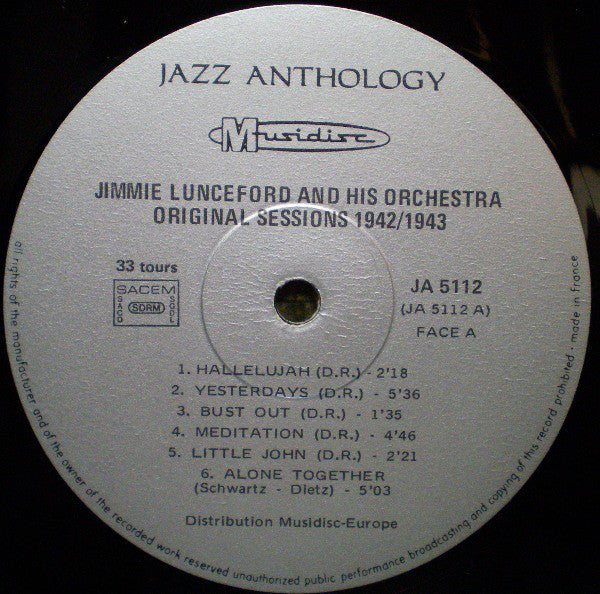 JAZZ ANTHOLOGY
Musidisc
JIMMIE LUNCEFORD AND HIS ORCHESTRA
ORIGINAL SESSIONS 1942/1943
33 tours
SACEM
SACD
SDRM
SGDL
JA 5112
(JA 5112 A)
FACE A
1. HALLELUJAH (D.R.) - 2'18
2. YESTERDAYS (D.R.) - 5'36
3. BUST OUT (D.R.) - 1'35
4. MEDITATION (D.R.) - 4'46
5. LITTLE JOHN (D.R.) - 2'21
6. ALONE TOGETHER
(Schwartz - Dietz) - 5'03
Distribution Musidisc-Europe
all rights of the manufacturer and of the owner of the recorded work reserved unauthorized public performance broadcasting and copying of this record prohibited - made in france